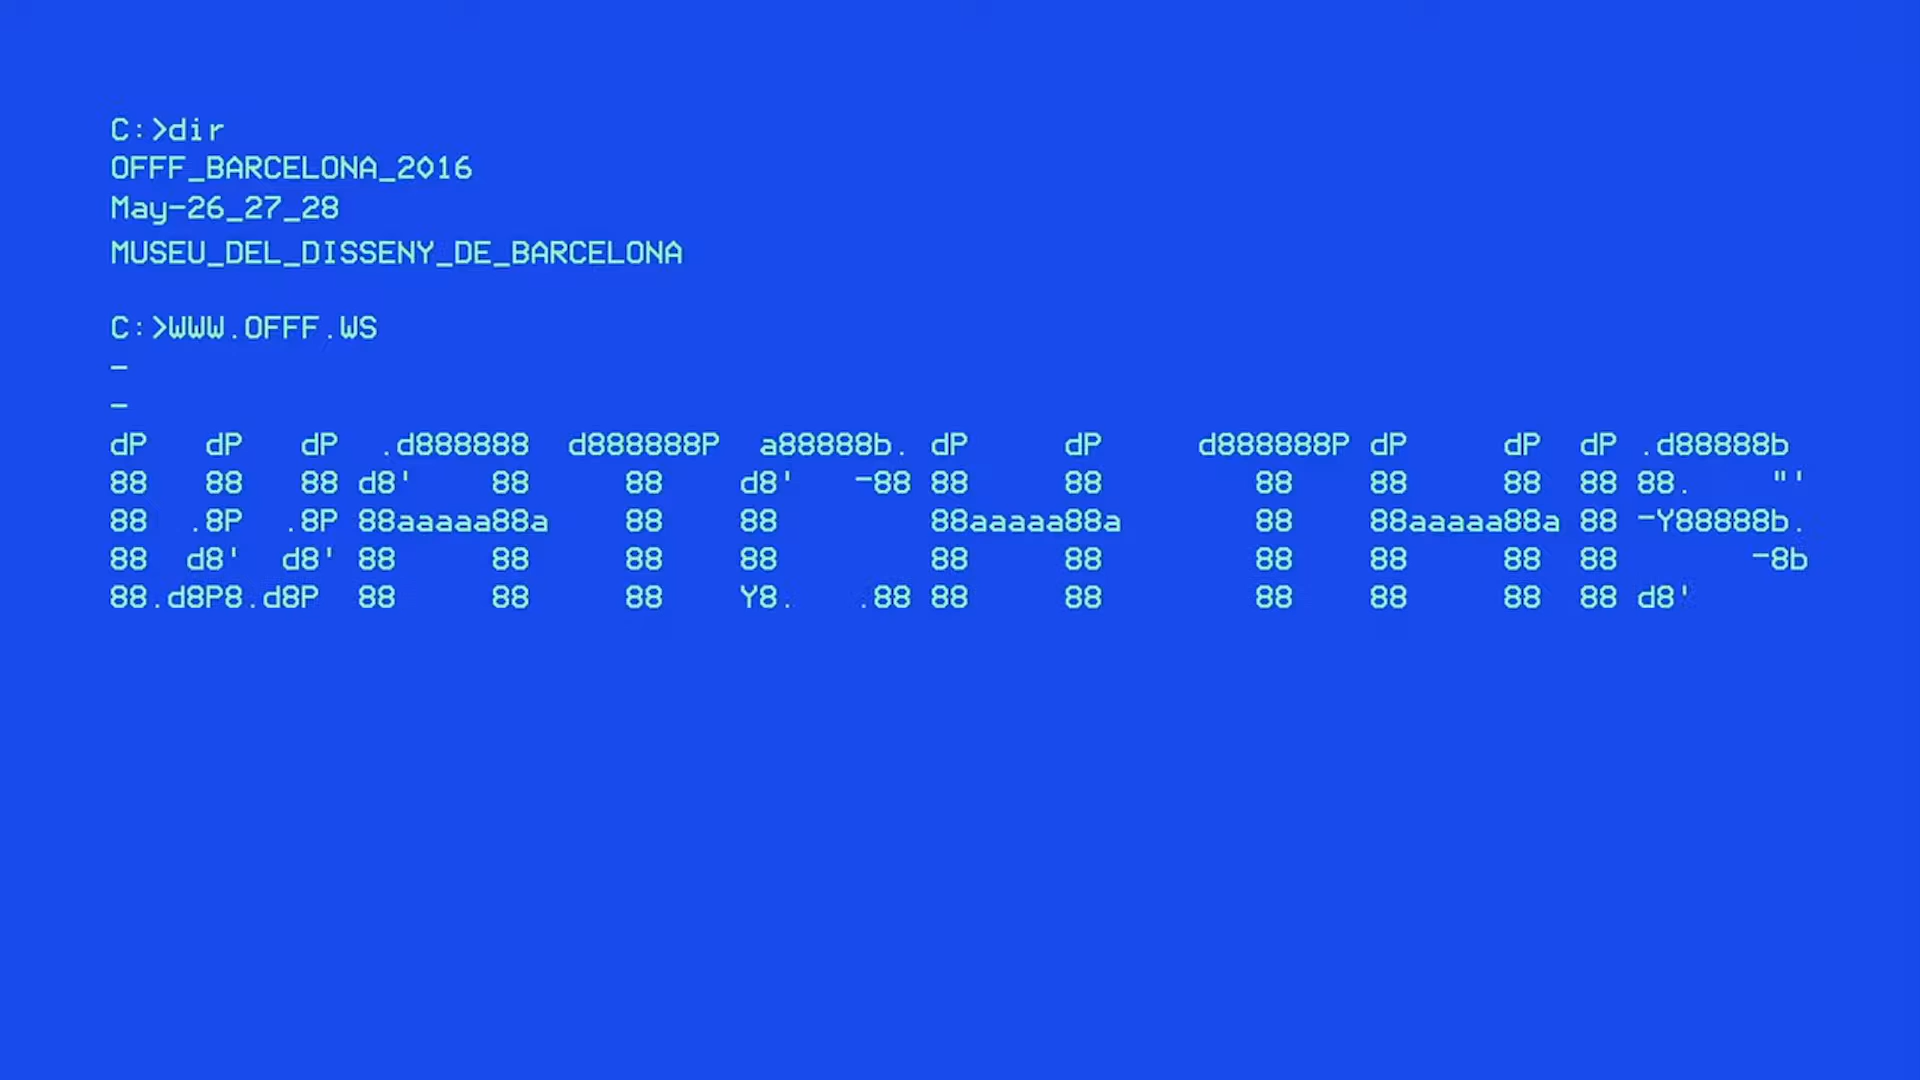 C:>dir
OFFF_BARCELONA_2016
May-26_27_28
MUSEU_DEL_DISSENY_DE_BARCELONA
C:>WWW.OFFF.WS
-
-
dP   dP   dP  .d888888  d888888P  a88888b. dP     dP     d888888P dP     dP  dP .d88888b
88   88   88 d8'    88     88    d8'   -88 88     88        88    88     88  88 88.    "'
88  .8P  .8P 88aaaaa88a    88    88        88aaaaa88a       88    88aaaaa88a 88 -Y88888b.
88  d8'  d8' 88     88     88    88        88     88        88    88     88  88       -8b
88.d8P8.d8P  88     88     88    Y8.   .88 88     88        88    88     88  88 d8'